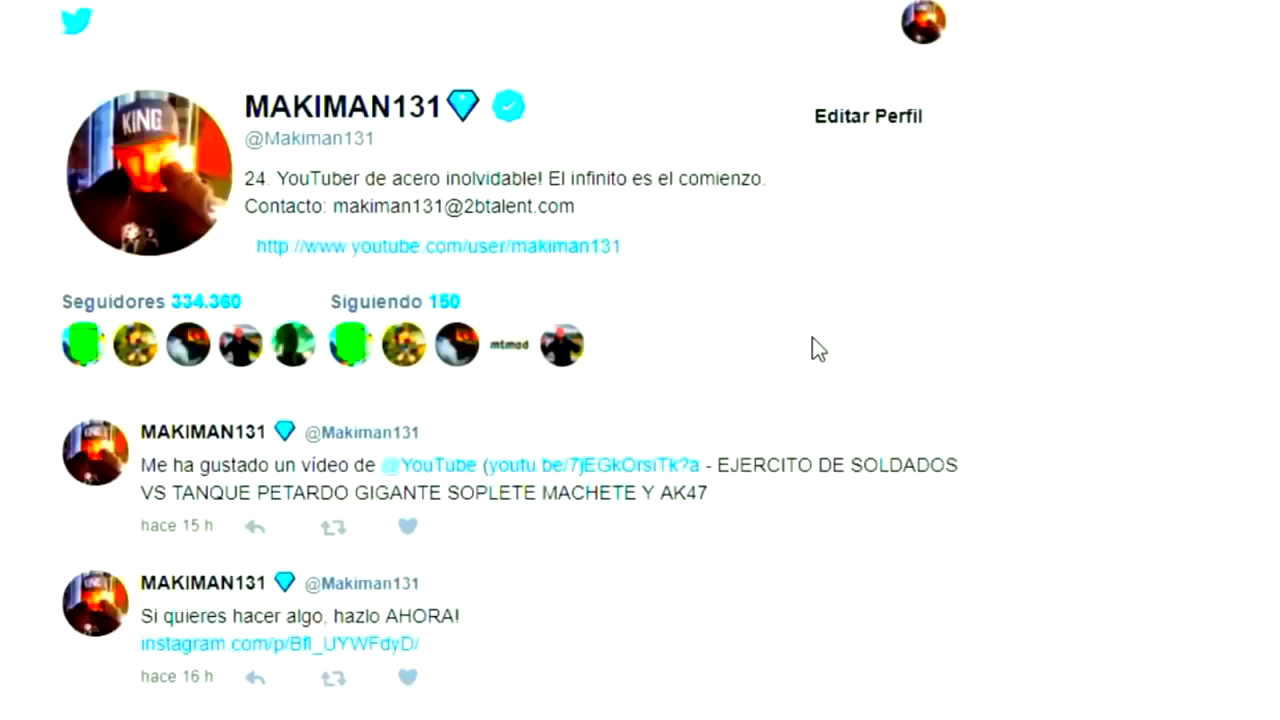 KING
MAKIMAN131
@Makiman131
Editar Perfil
24. YouTuber de acero inolvidable! El infinito es el comienzo.
Contacto: makiman131@2btalent.com
http://www.youtube.com/user/makiman131
Seguidores 334.360 Siguiendo 150
mtmad
MAKIMAN131 @Makiman131
Me ha gustado un vídeo de @YouTube (youtu be/7jEGkOrsiTk?a - EJERCITO DE SOLDADOS
VS TANQUE PETARDO GIGANTE SOPLETE MACHETE Y AK47
hace 15 h
MAKIMAN131 @Makiman131
Si quieres hacer algo, hazlo AHORA!
instagram.com/p/Bfl_UYWFdyD/
hace 16 h